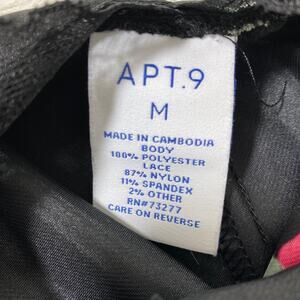 APT.9
M
MADE IN CAMBODIA
BODY
100% POLYESTER
LACE
87% NYLON
11% SPANDEX
2% OTHER
RN#73277
CARE ON REVERSE